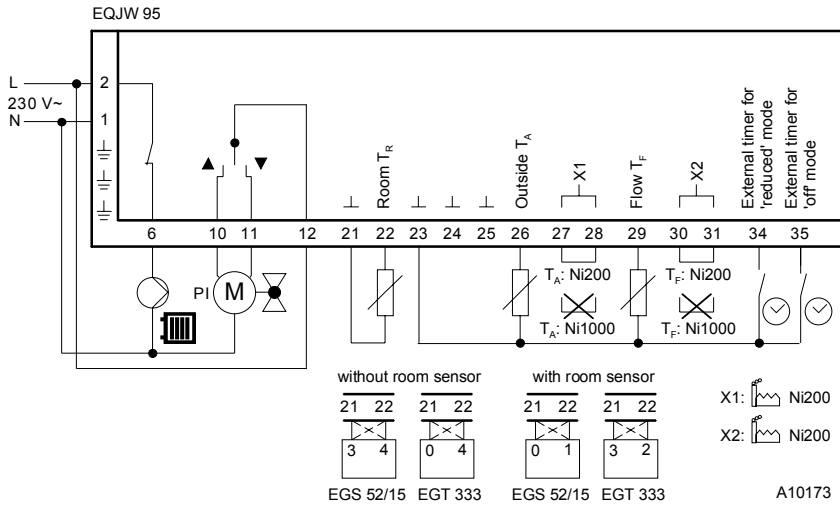 EQJW 95
L
230 V~
N
2
1
Room T_R
Outside T_A
X1
Flow T_F
X2
External timer for 'reduced' mode
External timer for 'off' mode
6 10 11 12 21 22 23 24 25 26 27 28 29 30 31 34 35
PI M
T_A: Ni200
T_F: Ni200
T_A: Ni1000
T_F: Ni1000
without room sensor
with room sensor
21 22 21 22 21 22 21 22
x x x x
3 4 0 4 0 1 3 2
EGS 52/15 EGT 333 EGS 52/15 EGT 333
X1: Ni200
X2: Ni200
A10173